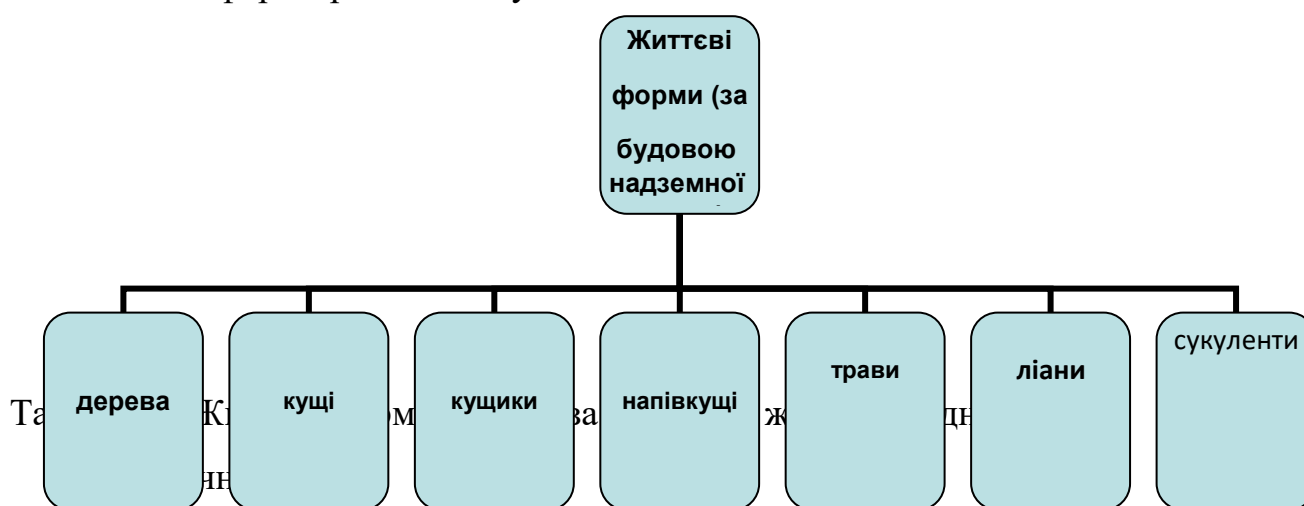 Життєві
форми (за
будовою
надземної
дерева
кущі
кущики
напівкущі
трави
ліани
сукуленти